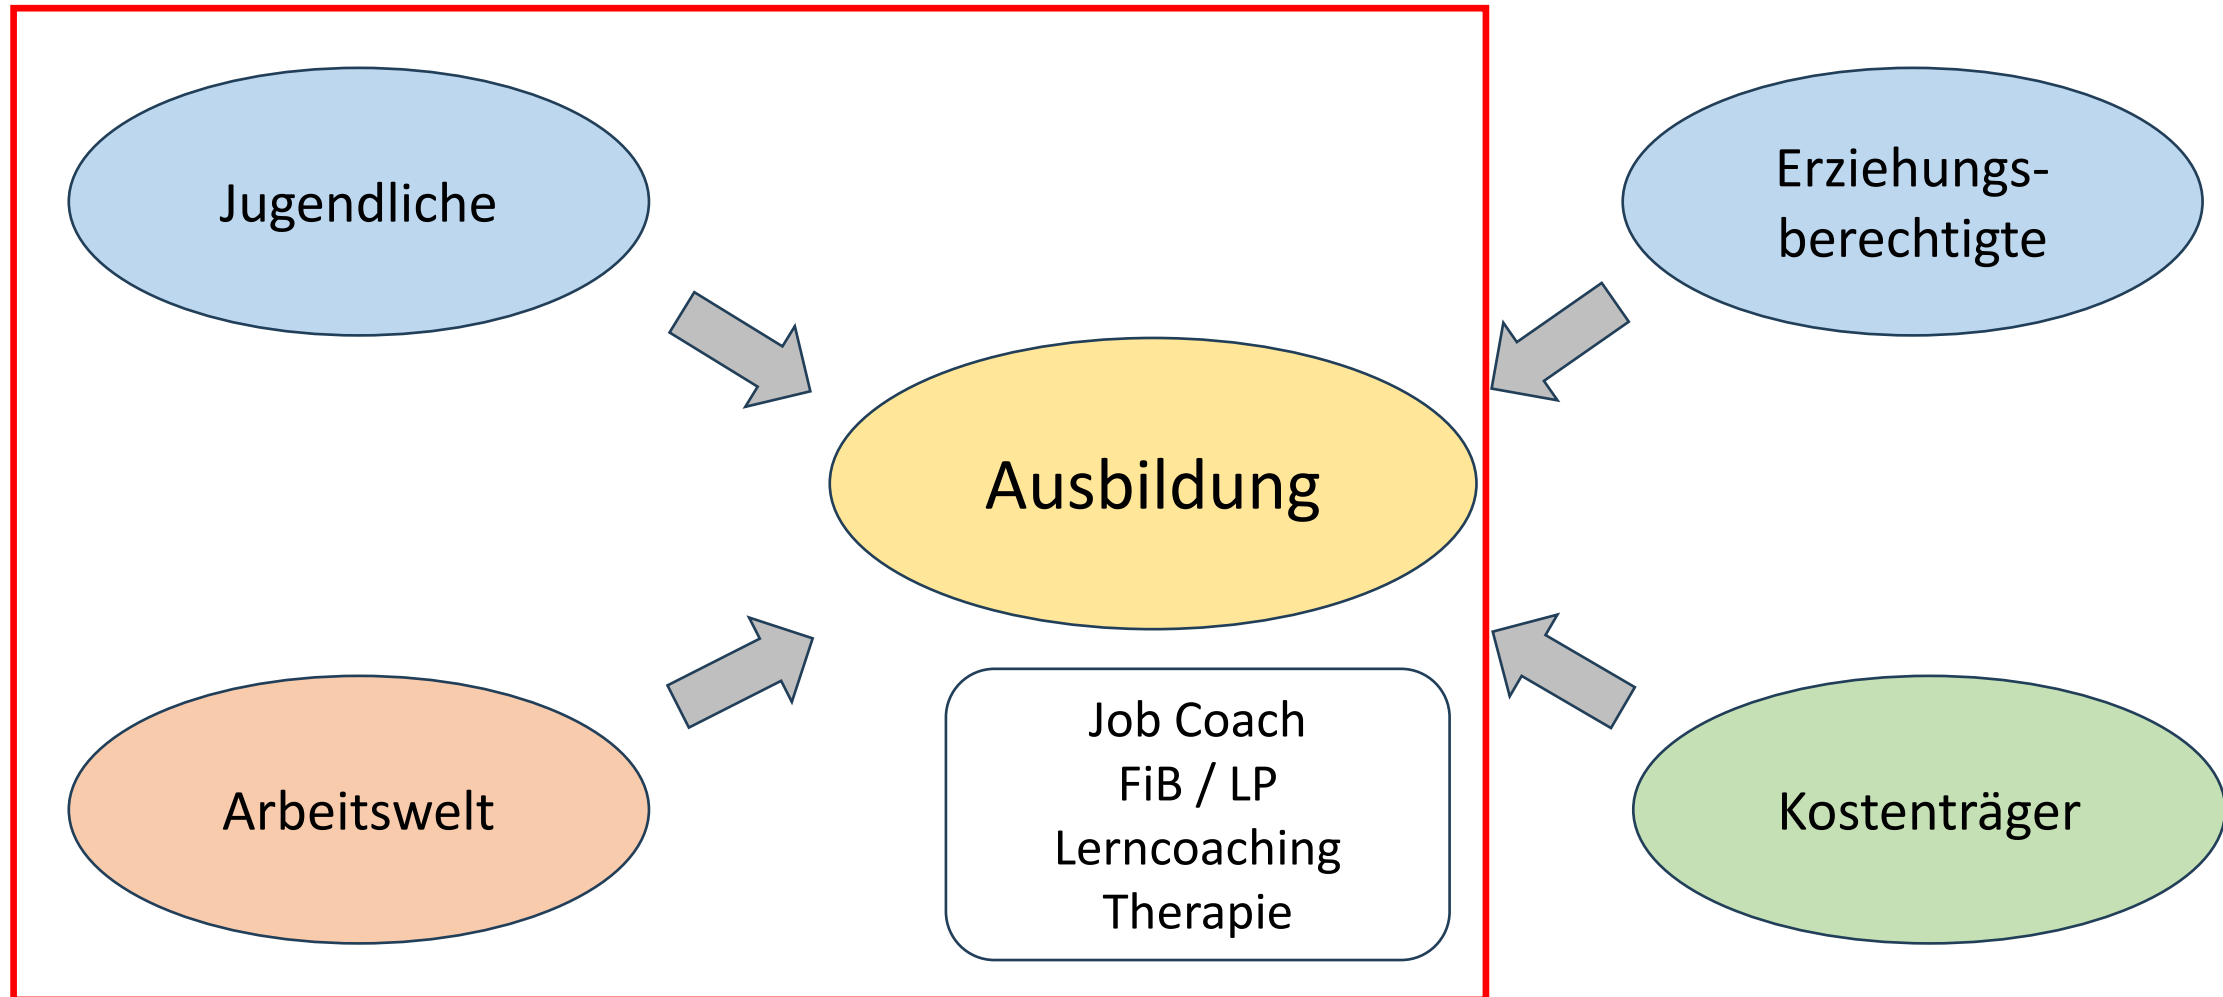 Jugendliche
Erziehungs-
berechtigte
Ausbildung
Arbeitswelt
Job Coach
FiB / LP
Lerncoaching
Therapie
Kostenträger